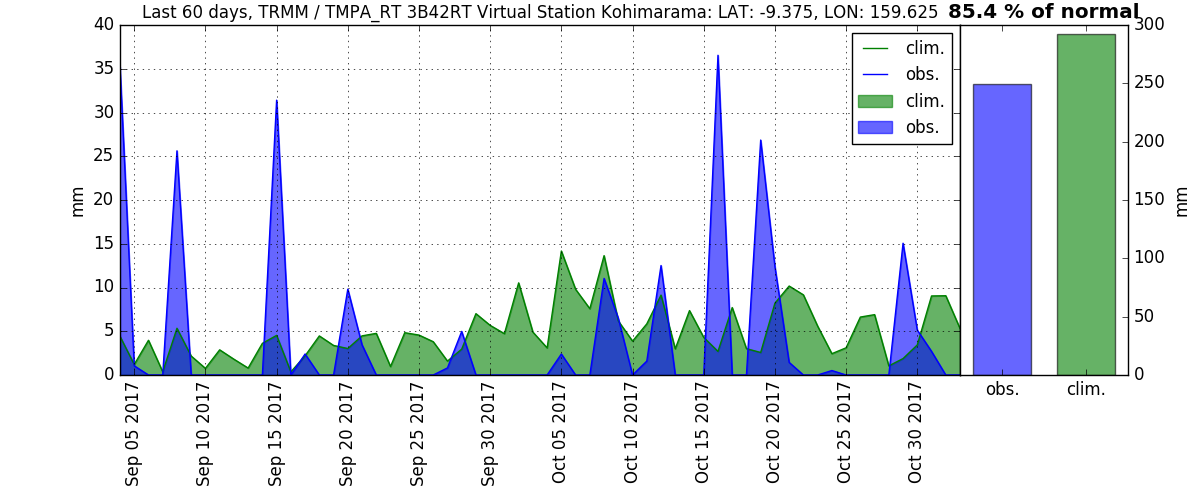 Last 60 days, TRMM / TMPA_RT 3B42RT Virtual Station Kohimarama: LAT: -9.375, LON: 159.625 85.4 % of normal
40
35
30
25
20
15
10
5
0
mm
clim.
obs.
clim.
obs.
300
250
200
150
100
50
0
mm
Sep 05 2017
Sep 10 2017
Sep 15 2017
Sep 20 2017
Sep 25 2017
Sep 30 2017
Oct 05 2017
Oct 10 2017
Oct 15 2017
Oct 20 2017
Oct 25 2017
Oct 30 2017
obs.
clim.